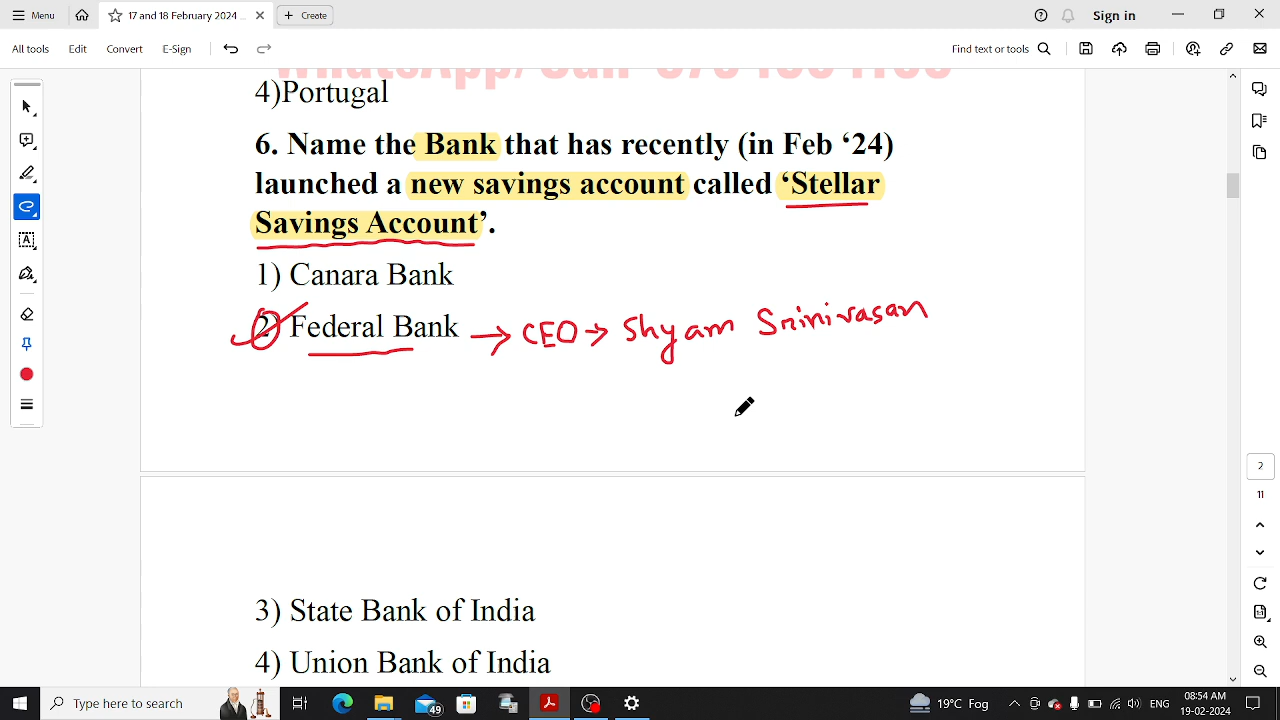 Menu
17 and 18 February 2024 ...
Create
Sign in
All tools
Edit
Convert
E-Sign
Find text or tools
4)Portugal
6. Name the Bank that has recently (in Feb ‘24)
launched a new savings account called ‘Stellar
Savings Account’.
1) Canara Bank
2) Federal Bank → CEO → Shyam Srinivasan
3) State Bank of India
4) Union Bank of India
2
11
Type here to search
49
19°C Fog
ENG
08:54 AM
19-02-2024